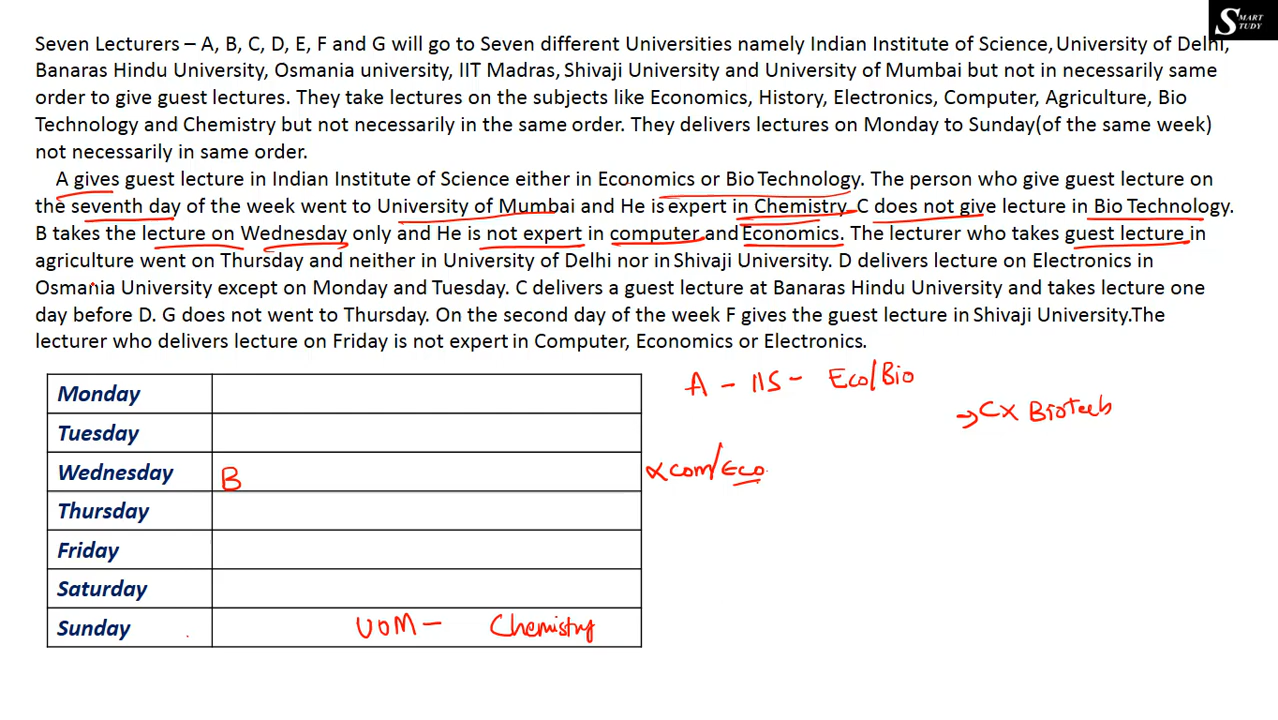 SMART
STUDY
Seven Lecturers – A, B, C, D, E, F and G will go to Seven different Universities namely Indian Institute of Science, University of Delhi,
Banaras Hindu University, Osmania university, IIT Madras, Shivaji University and University of Mumbai but not in necessarily same
order to give guest lectures. They take lectures on the subjects like Economics, History, Electronics, Computer, Agriculture, Bio
Technology and Chemistry but not necessarily in the same order. They delivers lectures on Monday to Sunday(of the same week)
not necessarily in same order.
A gives guest lecture in Indian Institute of Science either in Economics or Bio Technology. The person who give guest lecture on
the seventh day of the week went to University of Mumbai and He is expert in Chemistry. C does not give lecture in Bio Technology.
B takes the lecture on Wednesday only and He is not expert in computer and Economics. The lecturer who takes guest lecture in
agriculture went on Thursday and neither in University of Delhi nor in Shivaji University. D delivers lecture on Electronics in
Osmania University except on Monday and Tuesday. C delivers a guest lecture at Banaras Hindu University and takes lecture one
day before D. G does not went to Thursday. On the second day of the week F gives the guest lecture in Shivaji University.The
lecturer who delivers lecture on Friday is not expert in Computer, Economics or Electronics.
Monday
A - IIS - Eco/Bio
→ C× Biotech
Tuesday
Wednesday B ×com/Eco.
Thursday
Friday
Saturday
Sunday UOM - Chemistry